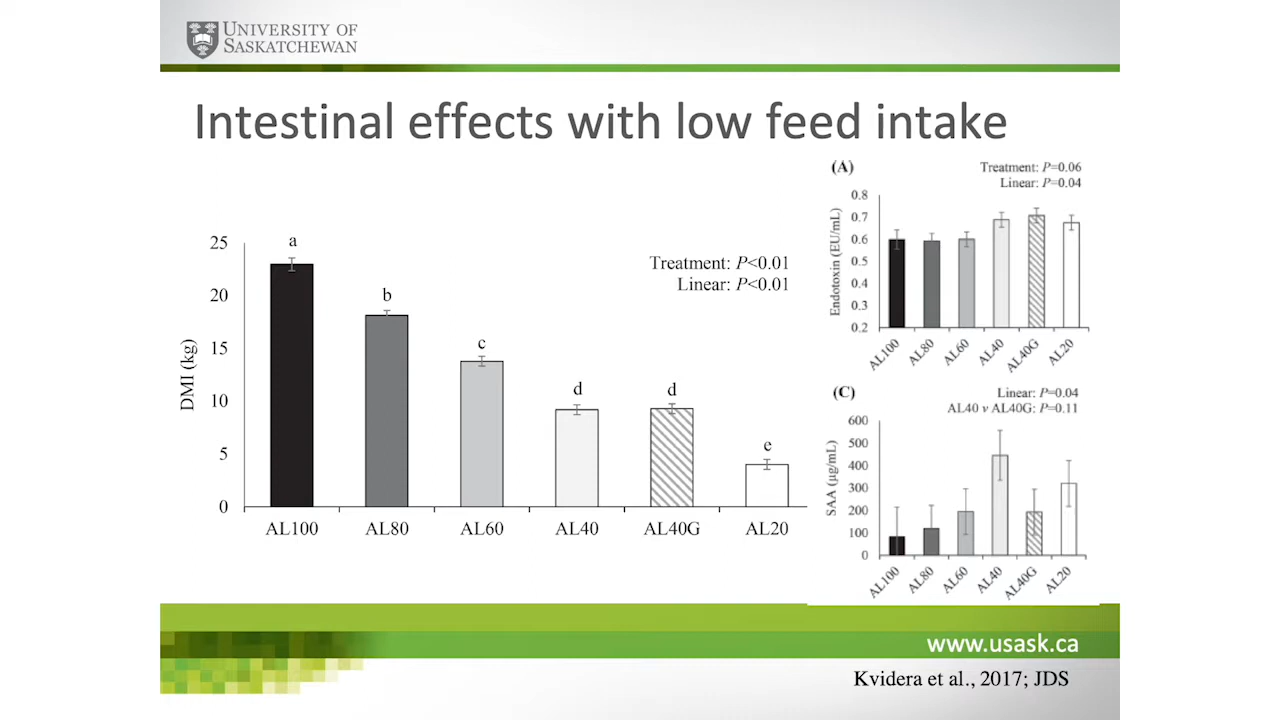 UNIVERSITY OF
SASKATCHEWAN
Intestinal effects with low feed intake
25
20
15
10
5
0
DMI (kg)
a
b
c
d
d
e
Treatment: P<0.01
Linear: P<0.01
AL100 AL80 AL60 AL40 AL40G AL20
(A)
Treatment: P=0.06
Linear: P=0.04
0.8
0.7
0.6
0.5
0.4
0.3
0.2
Endotoxin (EU/mL)
AL100 AL80 AL60 AL40 AL40G AL20
(C)
Linear: P=0.04
AL40 v AL40G: P=0.11
600
500
400
300
200
100
0
SAA (µg/mL)
AL100 AL80 AL60 AL40 AL40G AL20
www.usask.ca
Kvidera et al., 2017; JDS